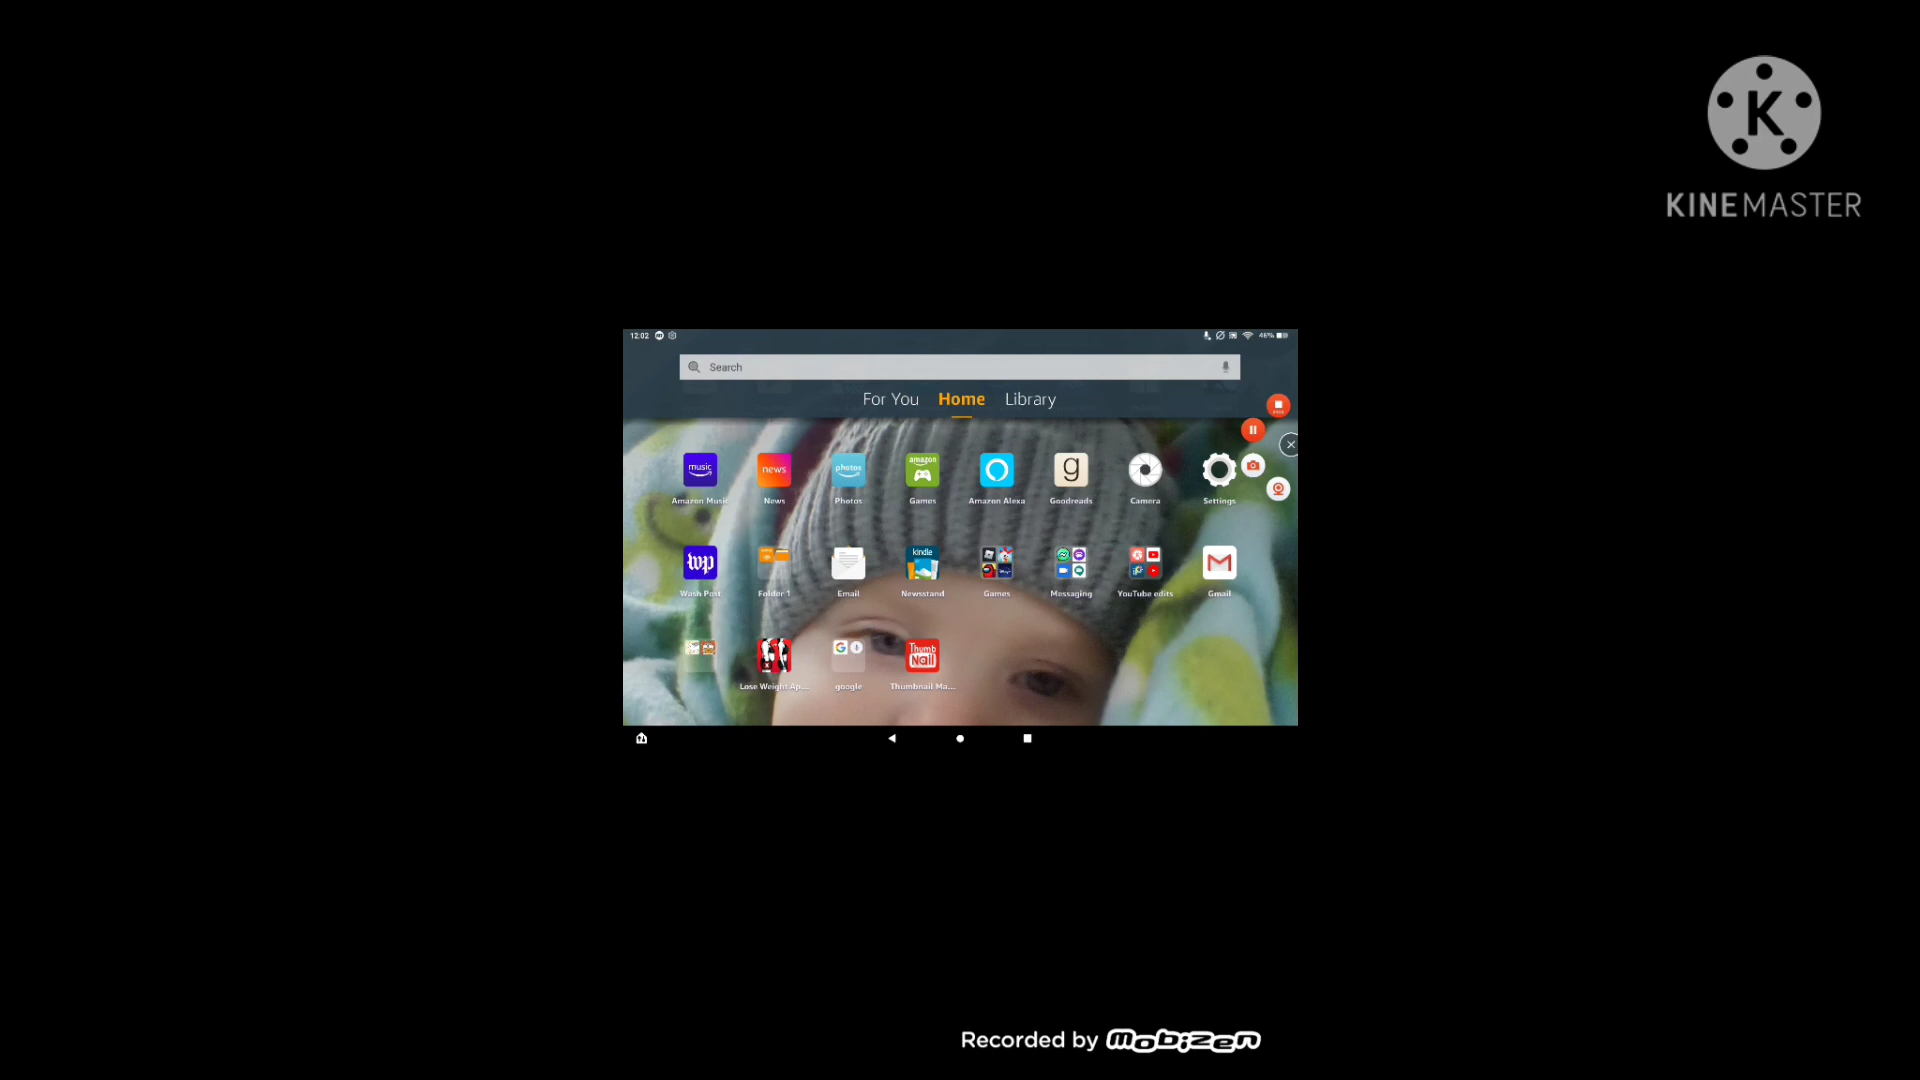 K
KINEMASTER
12:02
46%
Search
For You Home Library
music news photos amazon g
Amazon Music News Photos Games Amazon Alexa Goodreads Camera Settings
wp kindle
Wash Post Folder 1 Email Newsstand Games Messaging YouTube edits Gmail
G Thumb Nail
Lose Weight Ap... google Thumbnail Ma...
Recorded by mobizen